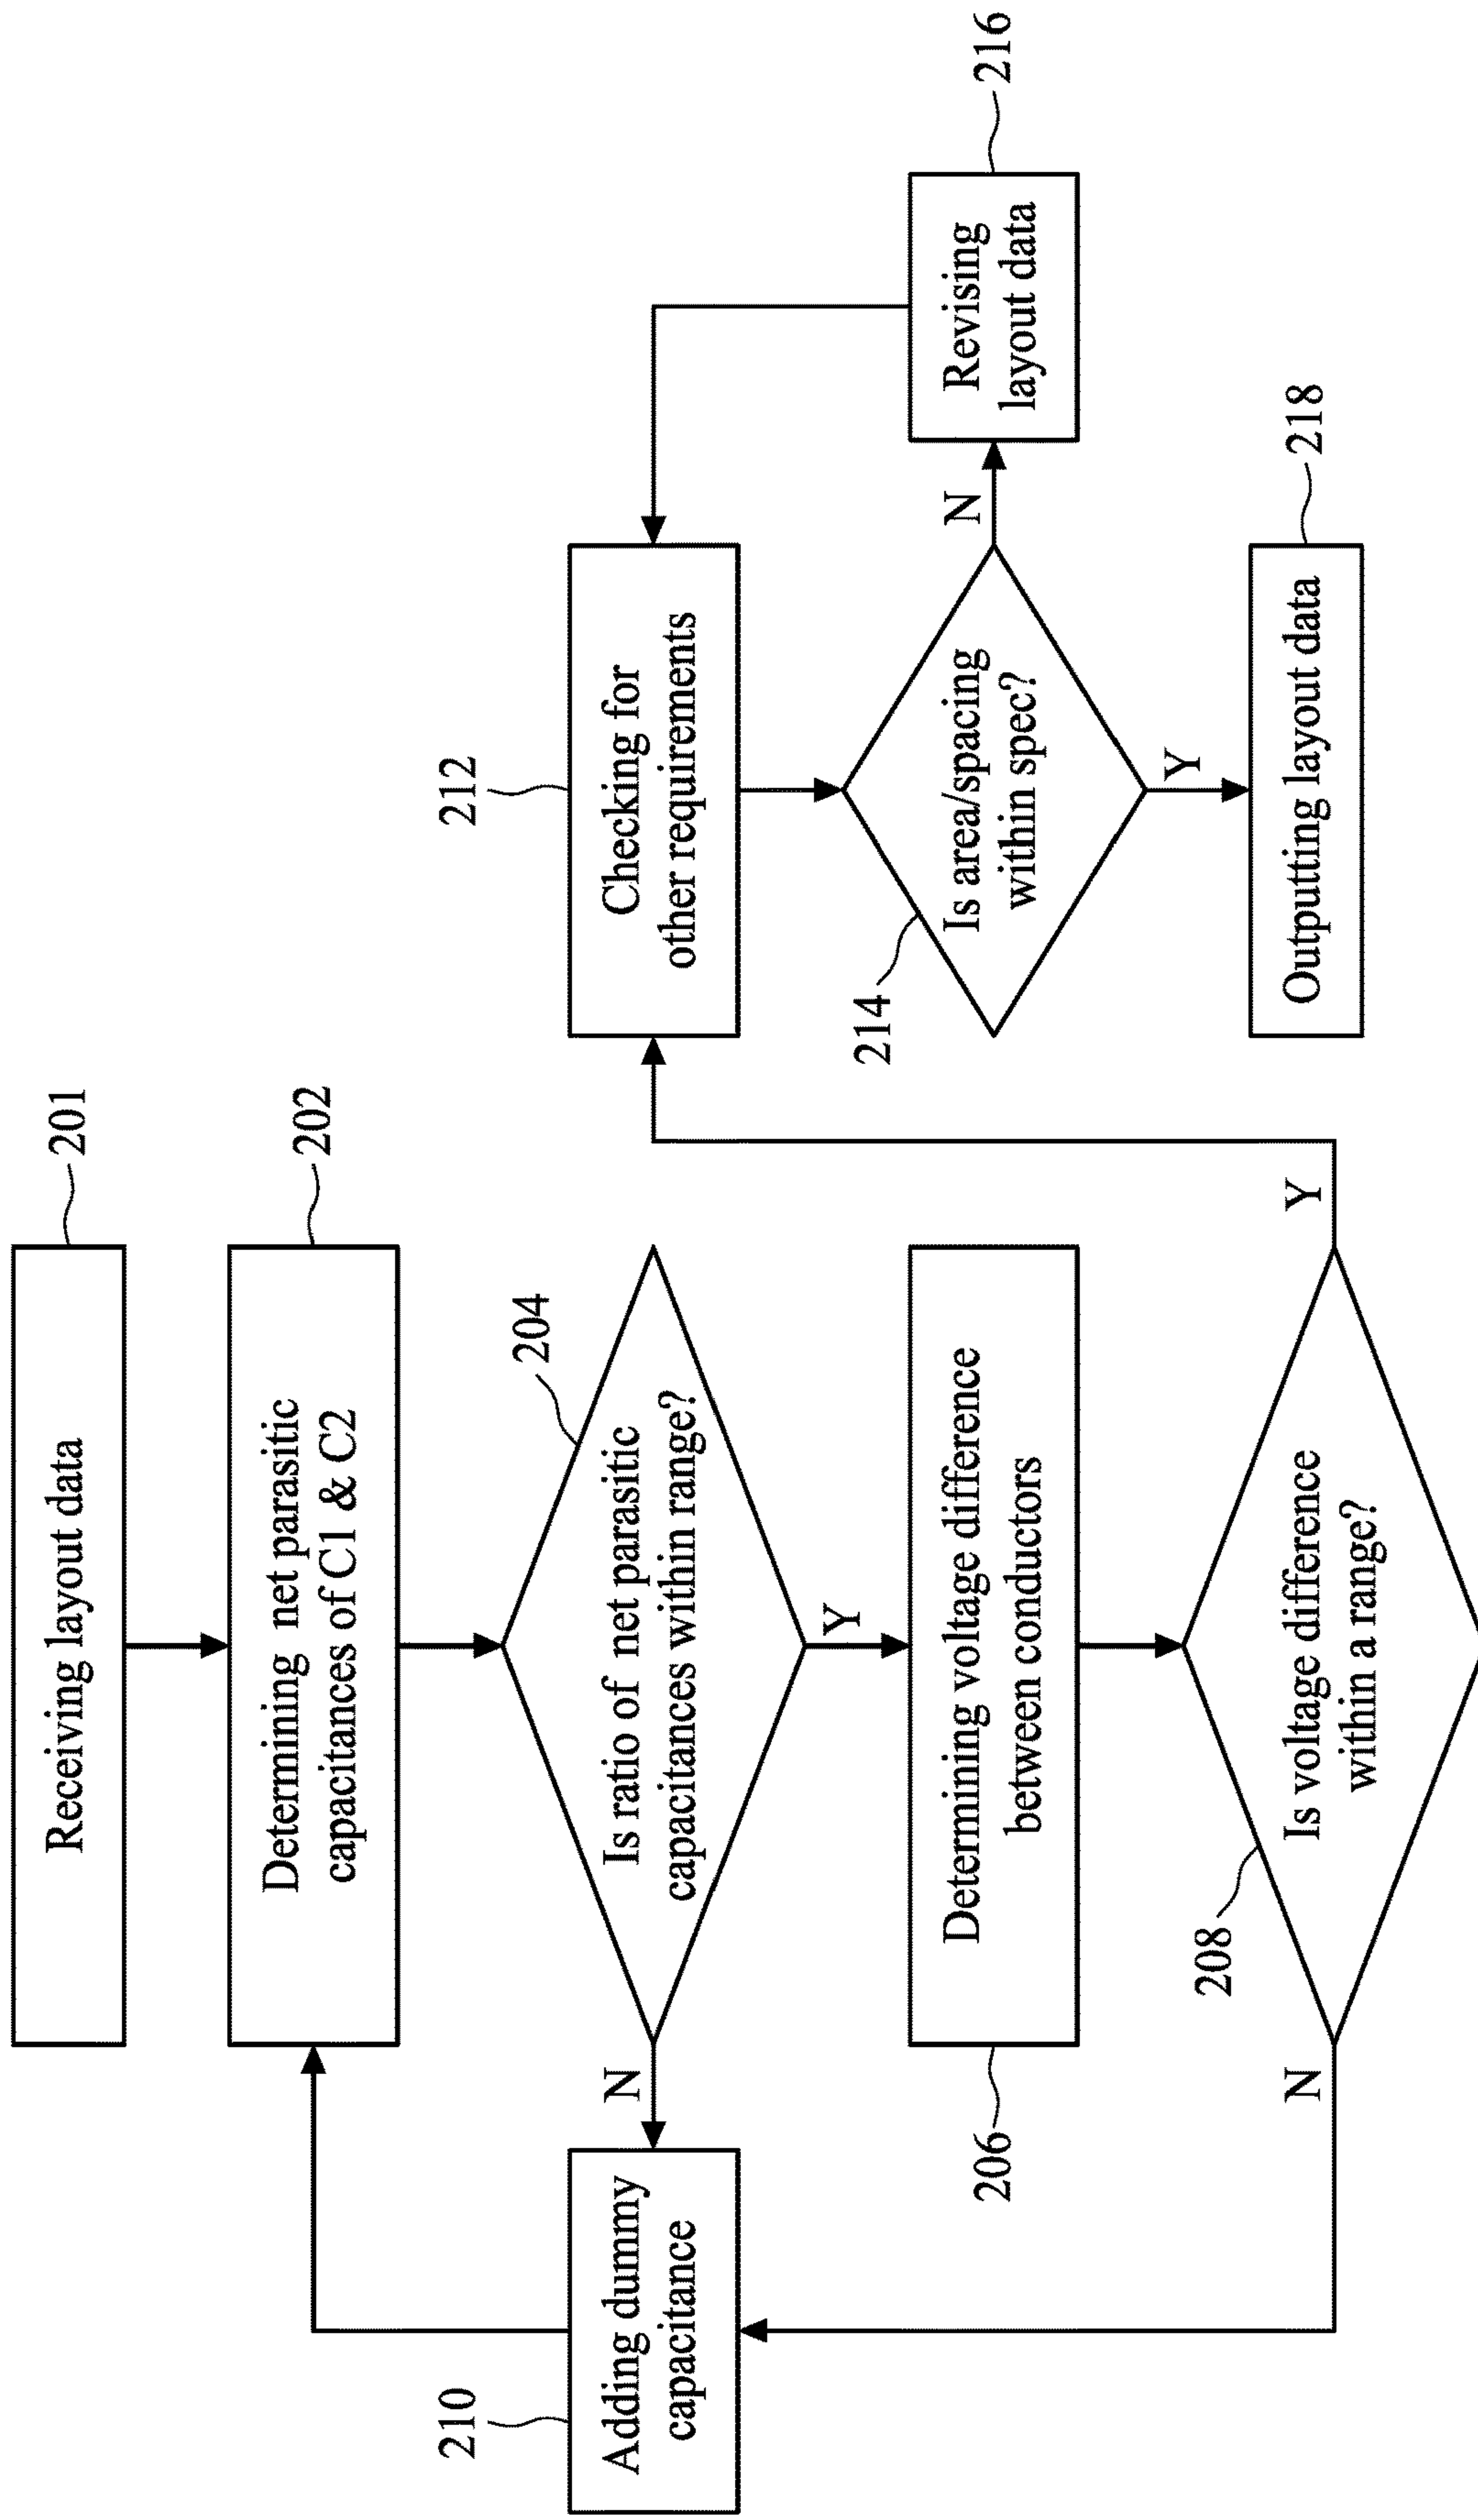 Receiving layout data
201
Determining net parasitic
capacitances of C1 & C2
202
Is ratio of net parasitic
capacitances within range?
204
N
Y
210
Adding dummy
capacitance
Determining voltage difference
between conductors
206
208
Is voltage difference
within a range?
N
Y
212
Checking for
other requirements
214
Is area/spacing
within spec?
N
Y
Revising
layout data
216
Outputting layout data
218